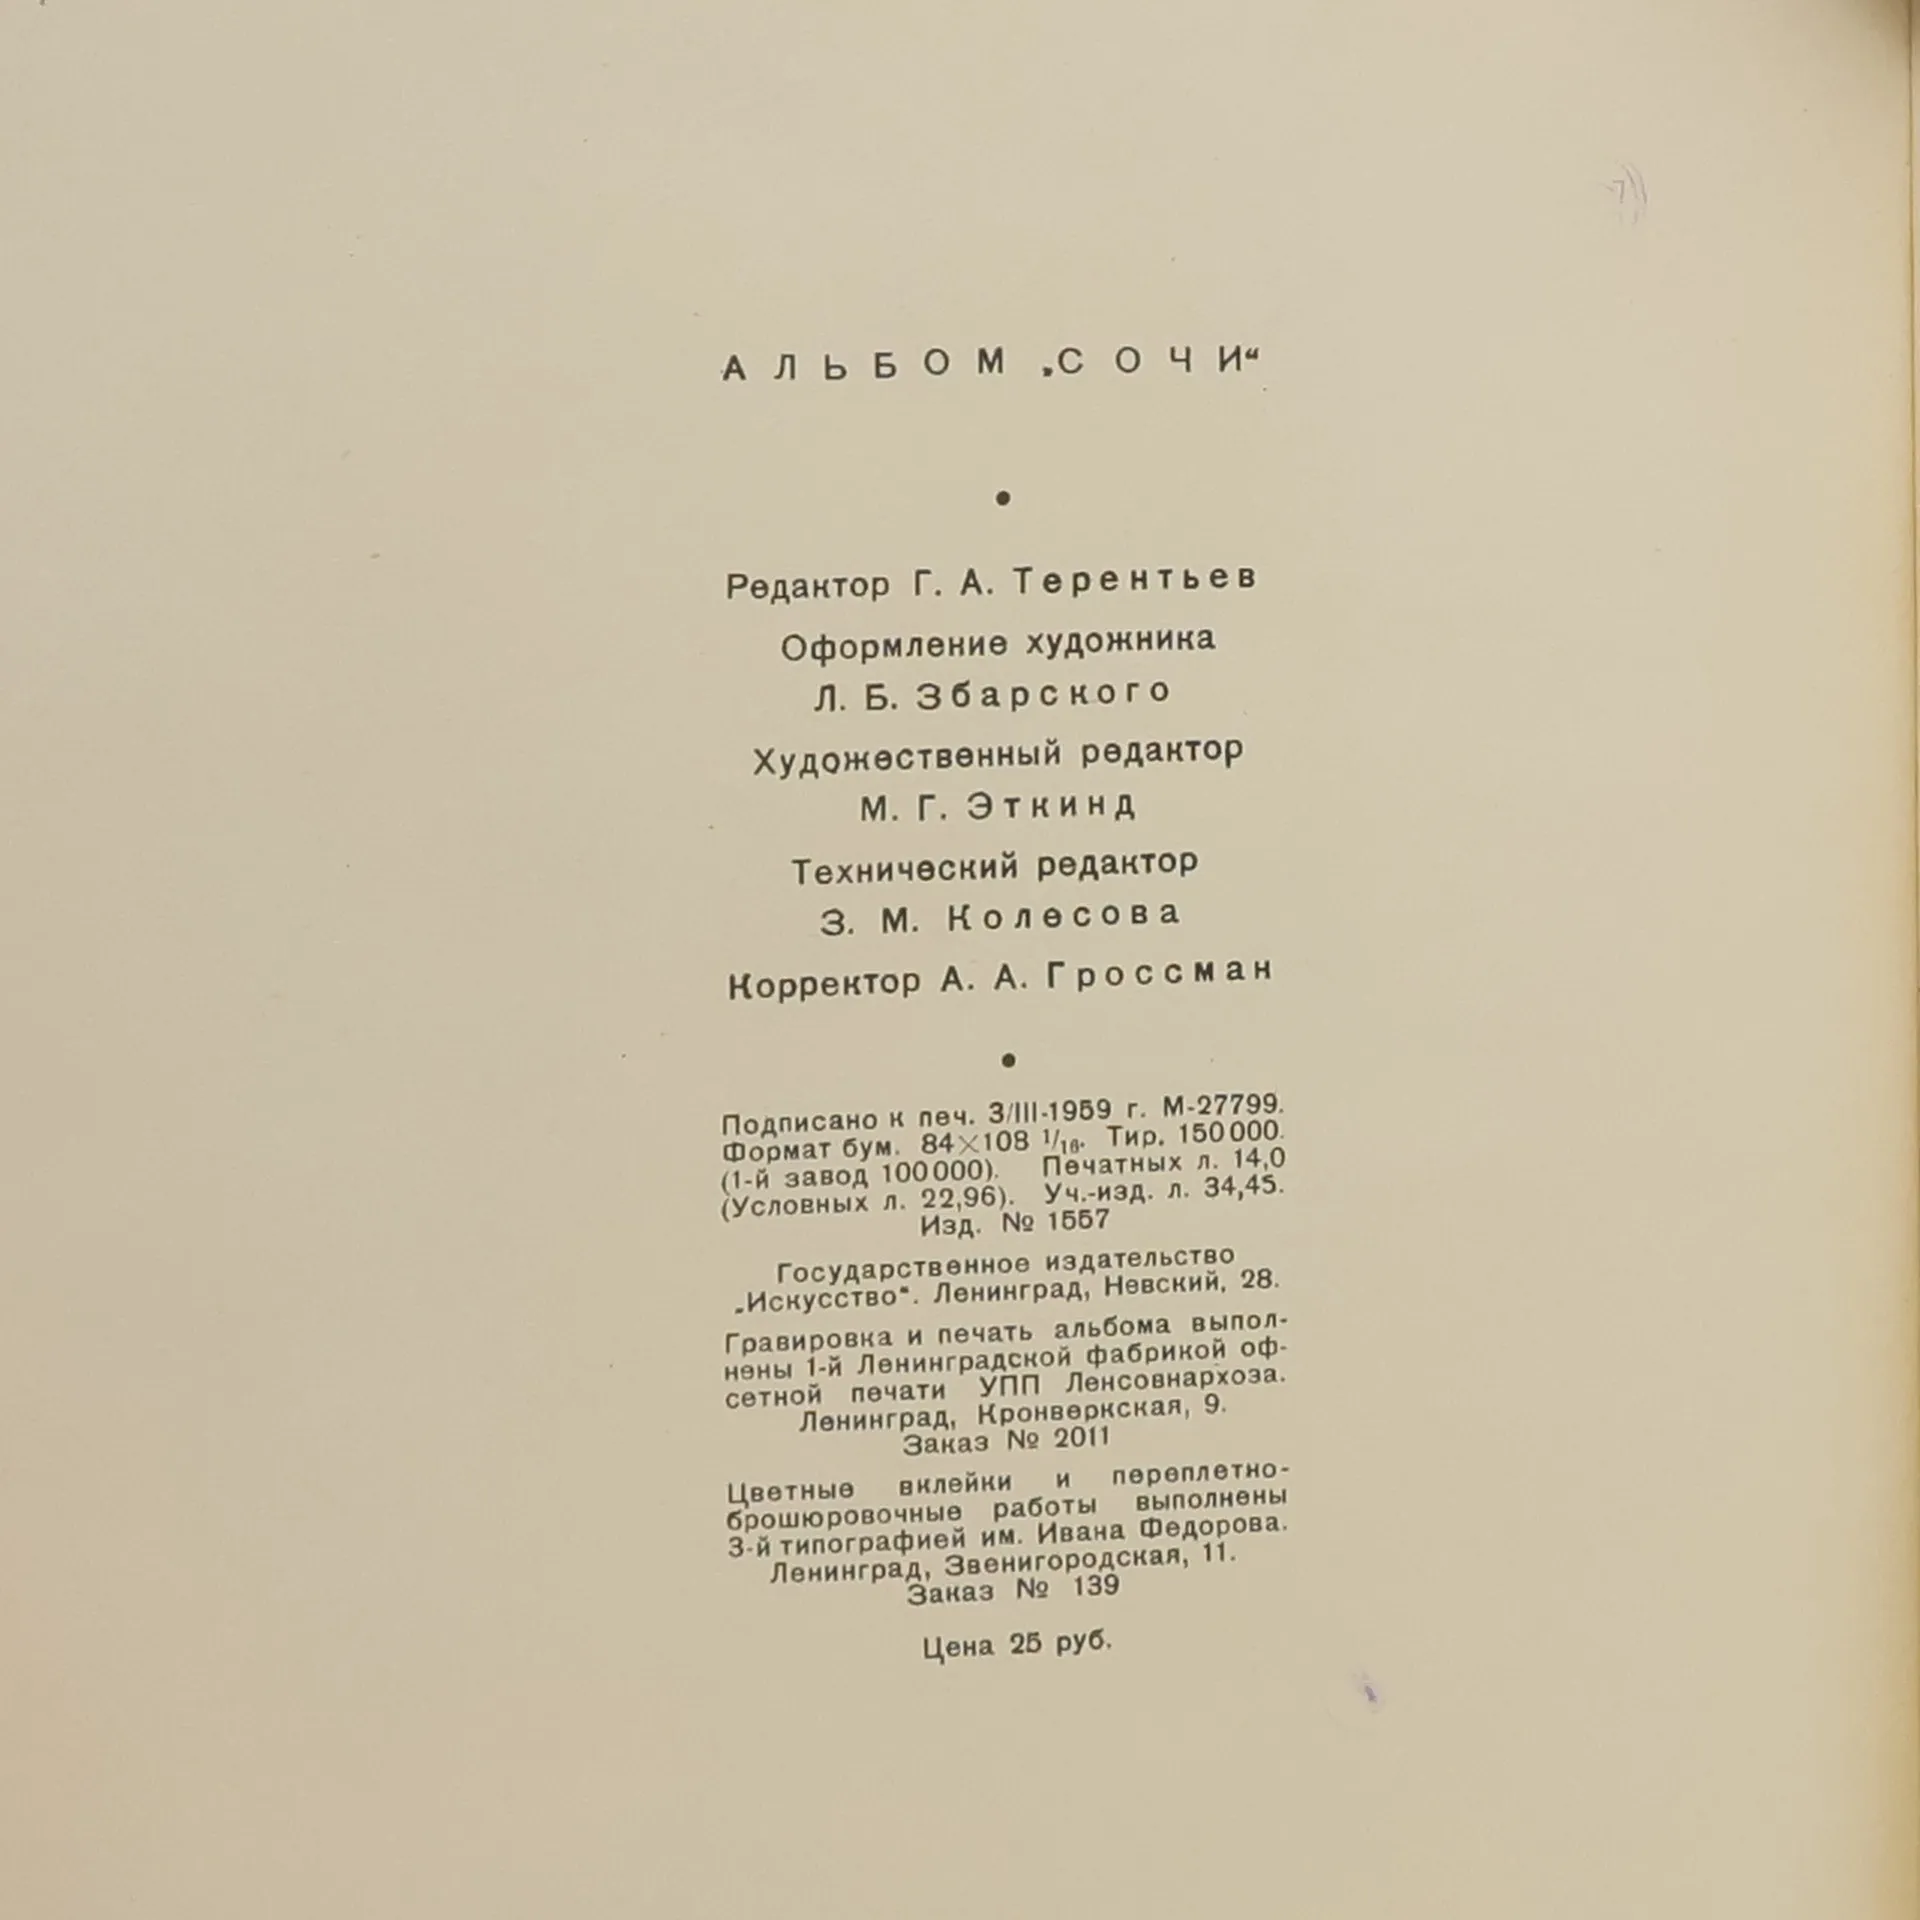 АЛЬБОМ „СОЧИ“
Редактор Г. А. Терентьев
Оформление художника
Л. Б. Збарского
Художественный редактор
М. Г. Эткинд
Технический редактор
З. М. Колесова
Корректор А. А. Гроссман
Подписано к печ. 3/III-1959 г. М-27799.
Формат бум. 84×108 1/16. Тир. 150 000.
(1-й завод 100 000). Печатных л. 14,0
(Условных л. 22,96). Уч.-изд. л. 34,45.
Изд. № 1557
Государственное издательство
„Искусство“. Ленинград, Невский, 28.
Гравировка и печать альбома выпол-
нены 1-й Ленинградской фабрикой оф-
сетной печати УПП Ленсовнархоза.
Ленинград, Кронверкская, 9.
Заказ № 2011
Цветные вклейки и переплетно-
брошюровочные работы выполнены
3-й типографией им. Ивана Федорова.
Ленинград, Звенигородская, 11.
Заказ № 139
Цена 25 руб.